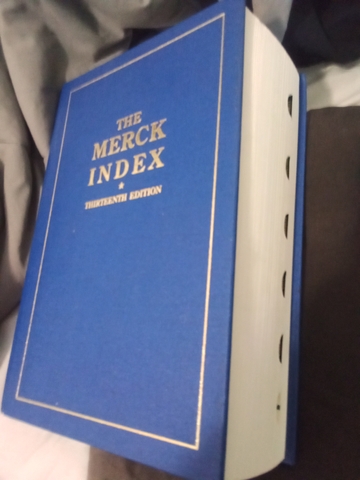 THE
MERCK
INDEX
★
THIRTEENTH EDITION